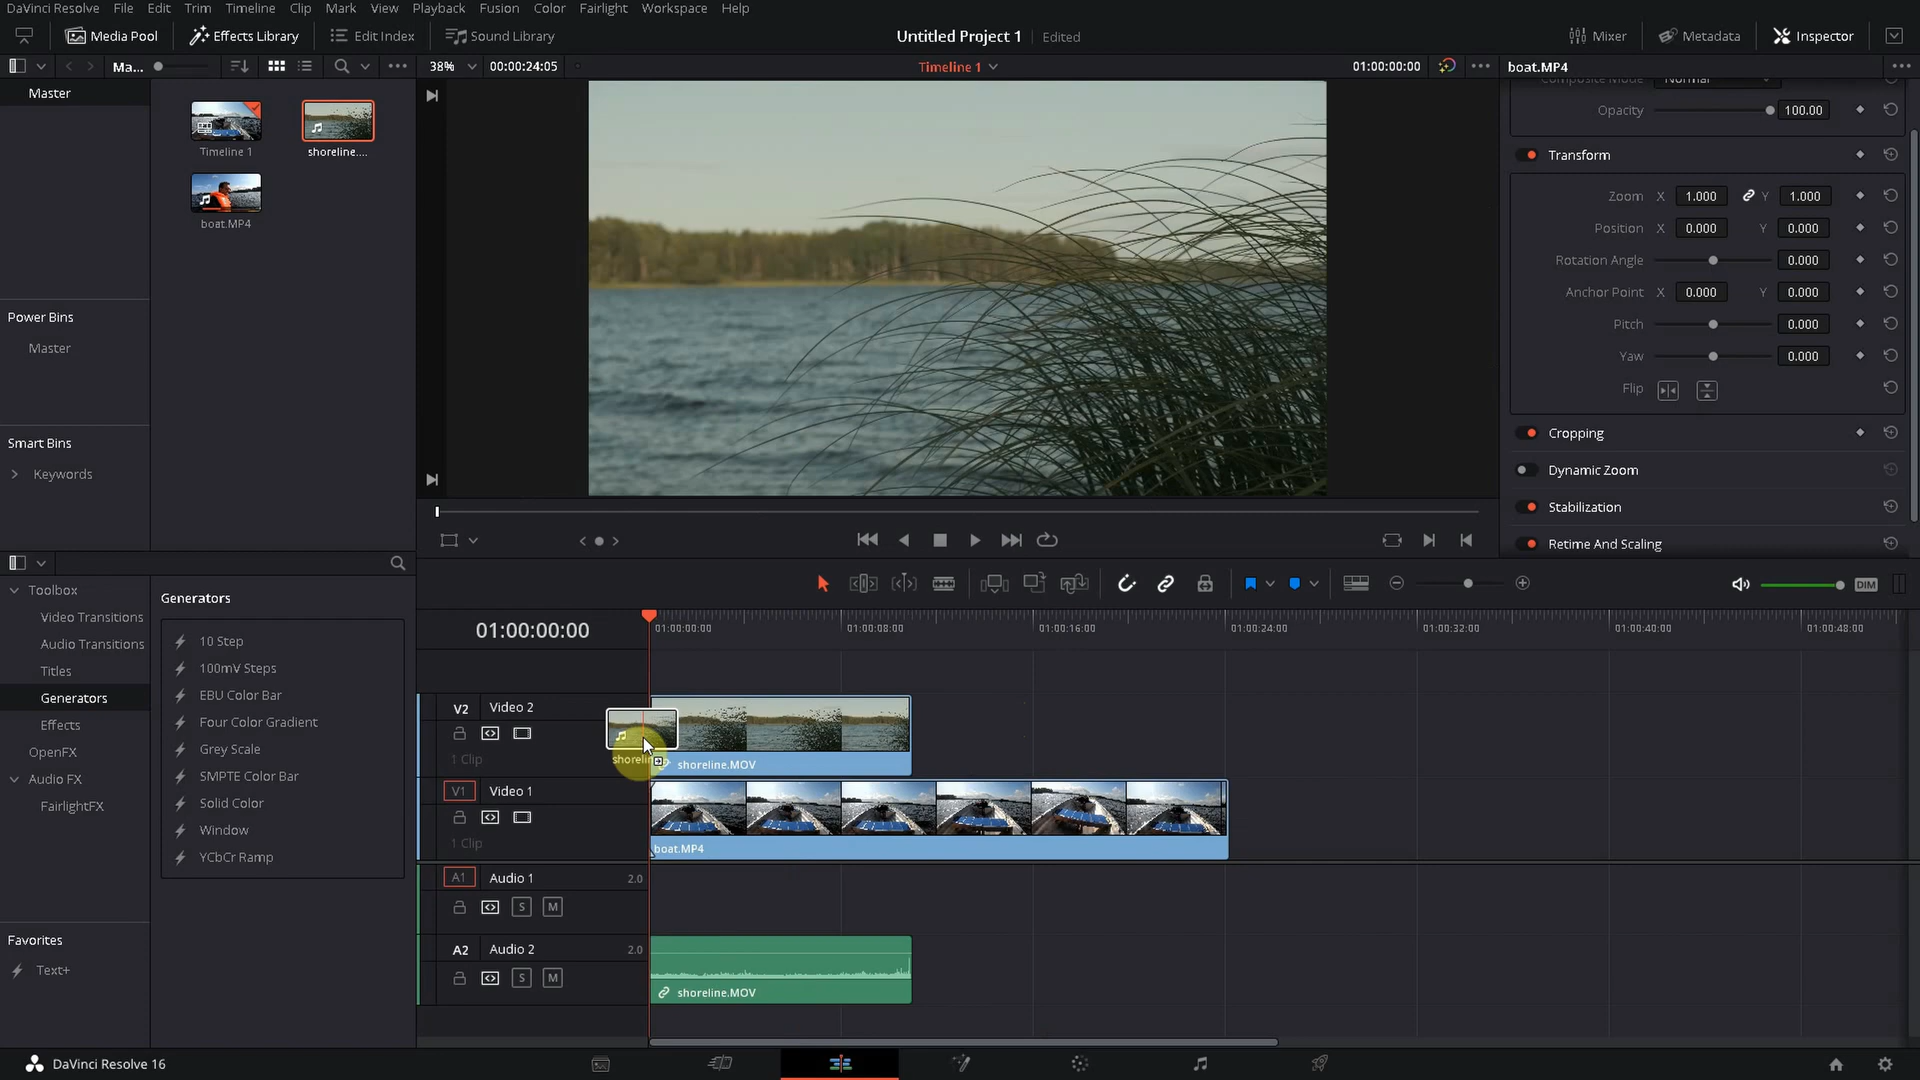 DaVinci Resolve File Edit Trim Timeline Clip Mark View Playback Fusion Color Fairlight Workspace Help
Media Pool Effects Library Edit Index Sound Library Untitled Project 1 Edited Mixer Metadata Inspector
Ma... 38% 00:00:24:05 Timeline 1 01:00:00:00 boat.MP4
Master
Timeline 1
shoreline....
boat.MP4
Power Bins
Master
Smart Bins
Keywords
Composite Mode Normal
Opacity 100.00
Transform
Zoom X 1.000 Y 1.000
Position X 0.000 Y 0.000
Rotation Angle 0.000
Anchor Point X 0.000 Y 0.000
Pitch 0.000
Yaw 0.000
Flip
Cropping
Dynamic Zoom
Stabilization
Retime And Scaling
Toolbox
Video Transitions
Audio Transitions
Titles
Generators
Effects
OpenFX
Audio FX
FairlightFX
Favorites
Text+
Generators
10 Step
100mV Steps
EBU Color Bar
Four Color Gradient
Grey Scale
SMPTE Color Bar
Solid Color
Window
YCbCr Ramp
DIM
01:00:00:00
01:00:00:00 01:00:08:00 01:00:16:00 01:00:24:00 01:00:32:00 01:00:40:00 01:00:48:00
V2 Video 2
1 Clip
shoreline.MOV
V1 Video 1
1 Clip
boat.MP4
A1 Audio 1 2.0
S M
A2 Audio 2 2.0
S M
shoreline.MOV
DaVinci Resolve 16